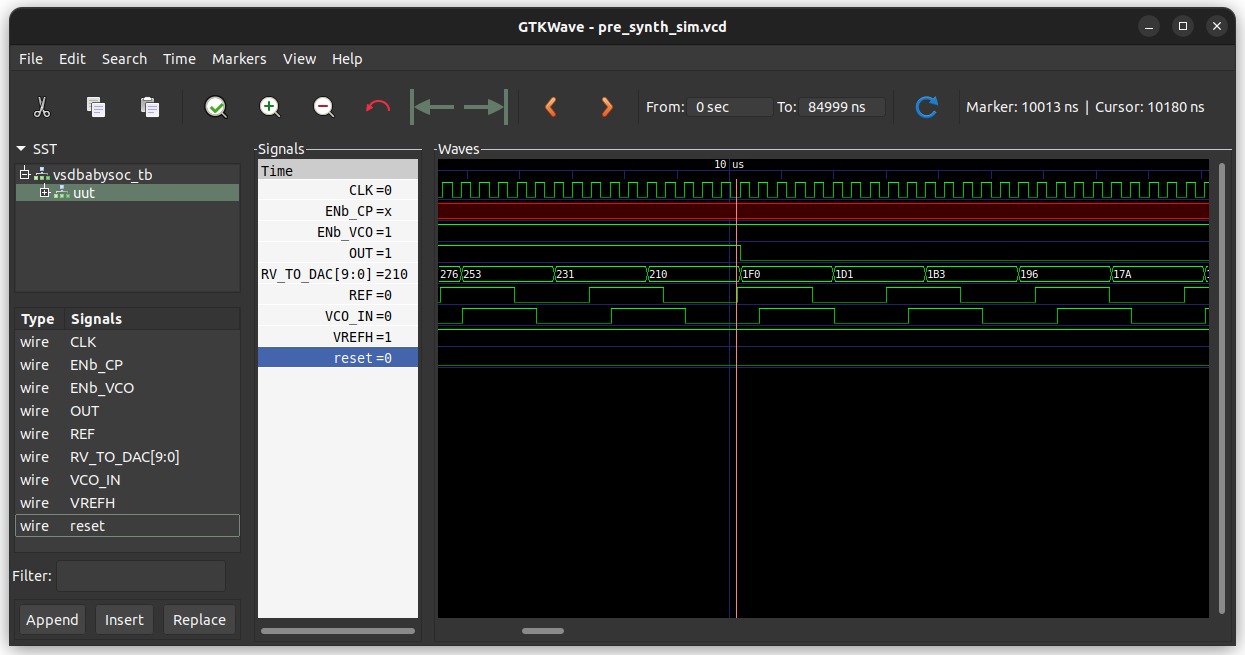 GTKWave - pre_synth_sim.vcd
File Edit Search Time Markers View Help
From: 0 sec To: 84999 ns Marker: 10013 ns | Cursor: 10180 ns
SST
vsdbabysoc_tb
uut
Type Signals
wire CLK
wire ENb_CP
wire ENb_VCO
wire OUT
wire REF
wire RV_TO_DAC[9:0]
wire VCO_IN
wire VREFH
wire reset
Filter:
Append Insert Replace
Signals
Time
CLK=0
ENb_CP=x
ENb_VCO=1
OUT=1
RV_TO_DAC[9:0]=210
REF=0
VCO_IN=0
VREFH=1
reset=0
Waves
10 us
276 253 231 210 1F0 1D1 1B3 196 17A